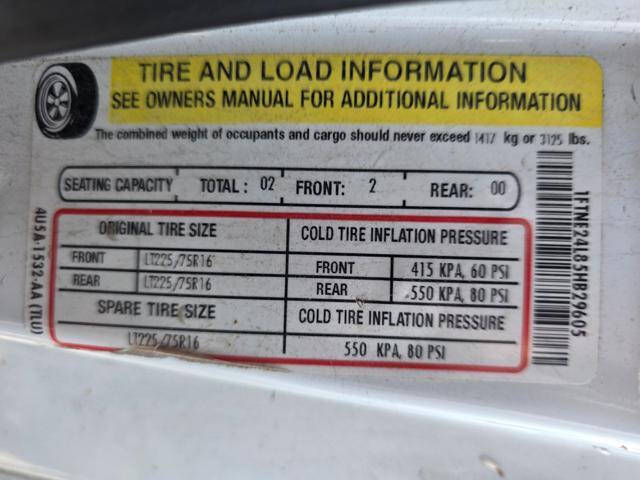 TIRE AND LOAD INFORMATION
SEE OWNERS MANUAL FOR ADDITIONAL INFORMATION
The combined weight of occupants and cargo should never exceed 1417 kg or 3125 lbs.
SEATING CAPACITY TOTAL : 02 FRONT: 2 REAR: 00
ORIGINAL TIRE SIZE COLD TIRE INFLATION PRESSURE
FRONT LT225/75R16 FRONT 415 KPA, 60 PSI
REAR LT225/75R16 REAR 550 KPA, 80 PSI
SPARE TIRE SIZE COLD TIRE INFLATION PRESSURE
LT225/75R16 550 KPA, 80 PSI
4U5A-1532-AA (TLU)
1FTNE24L85HB29605